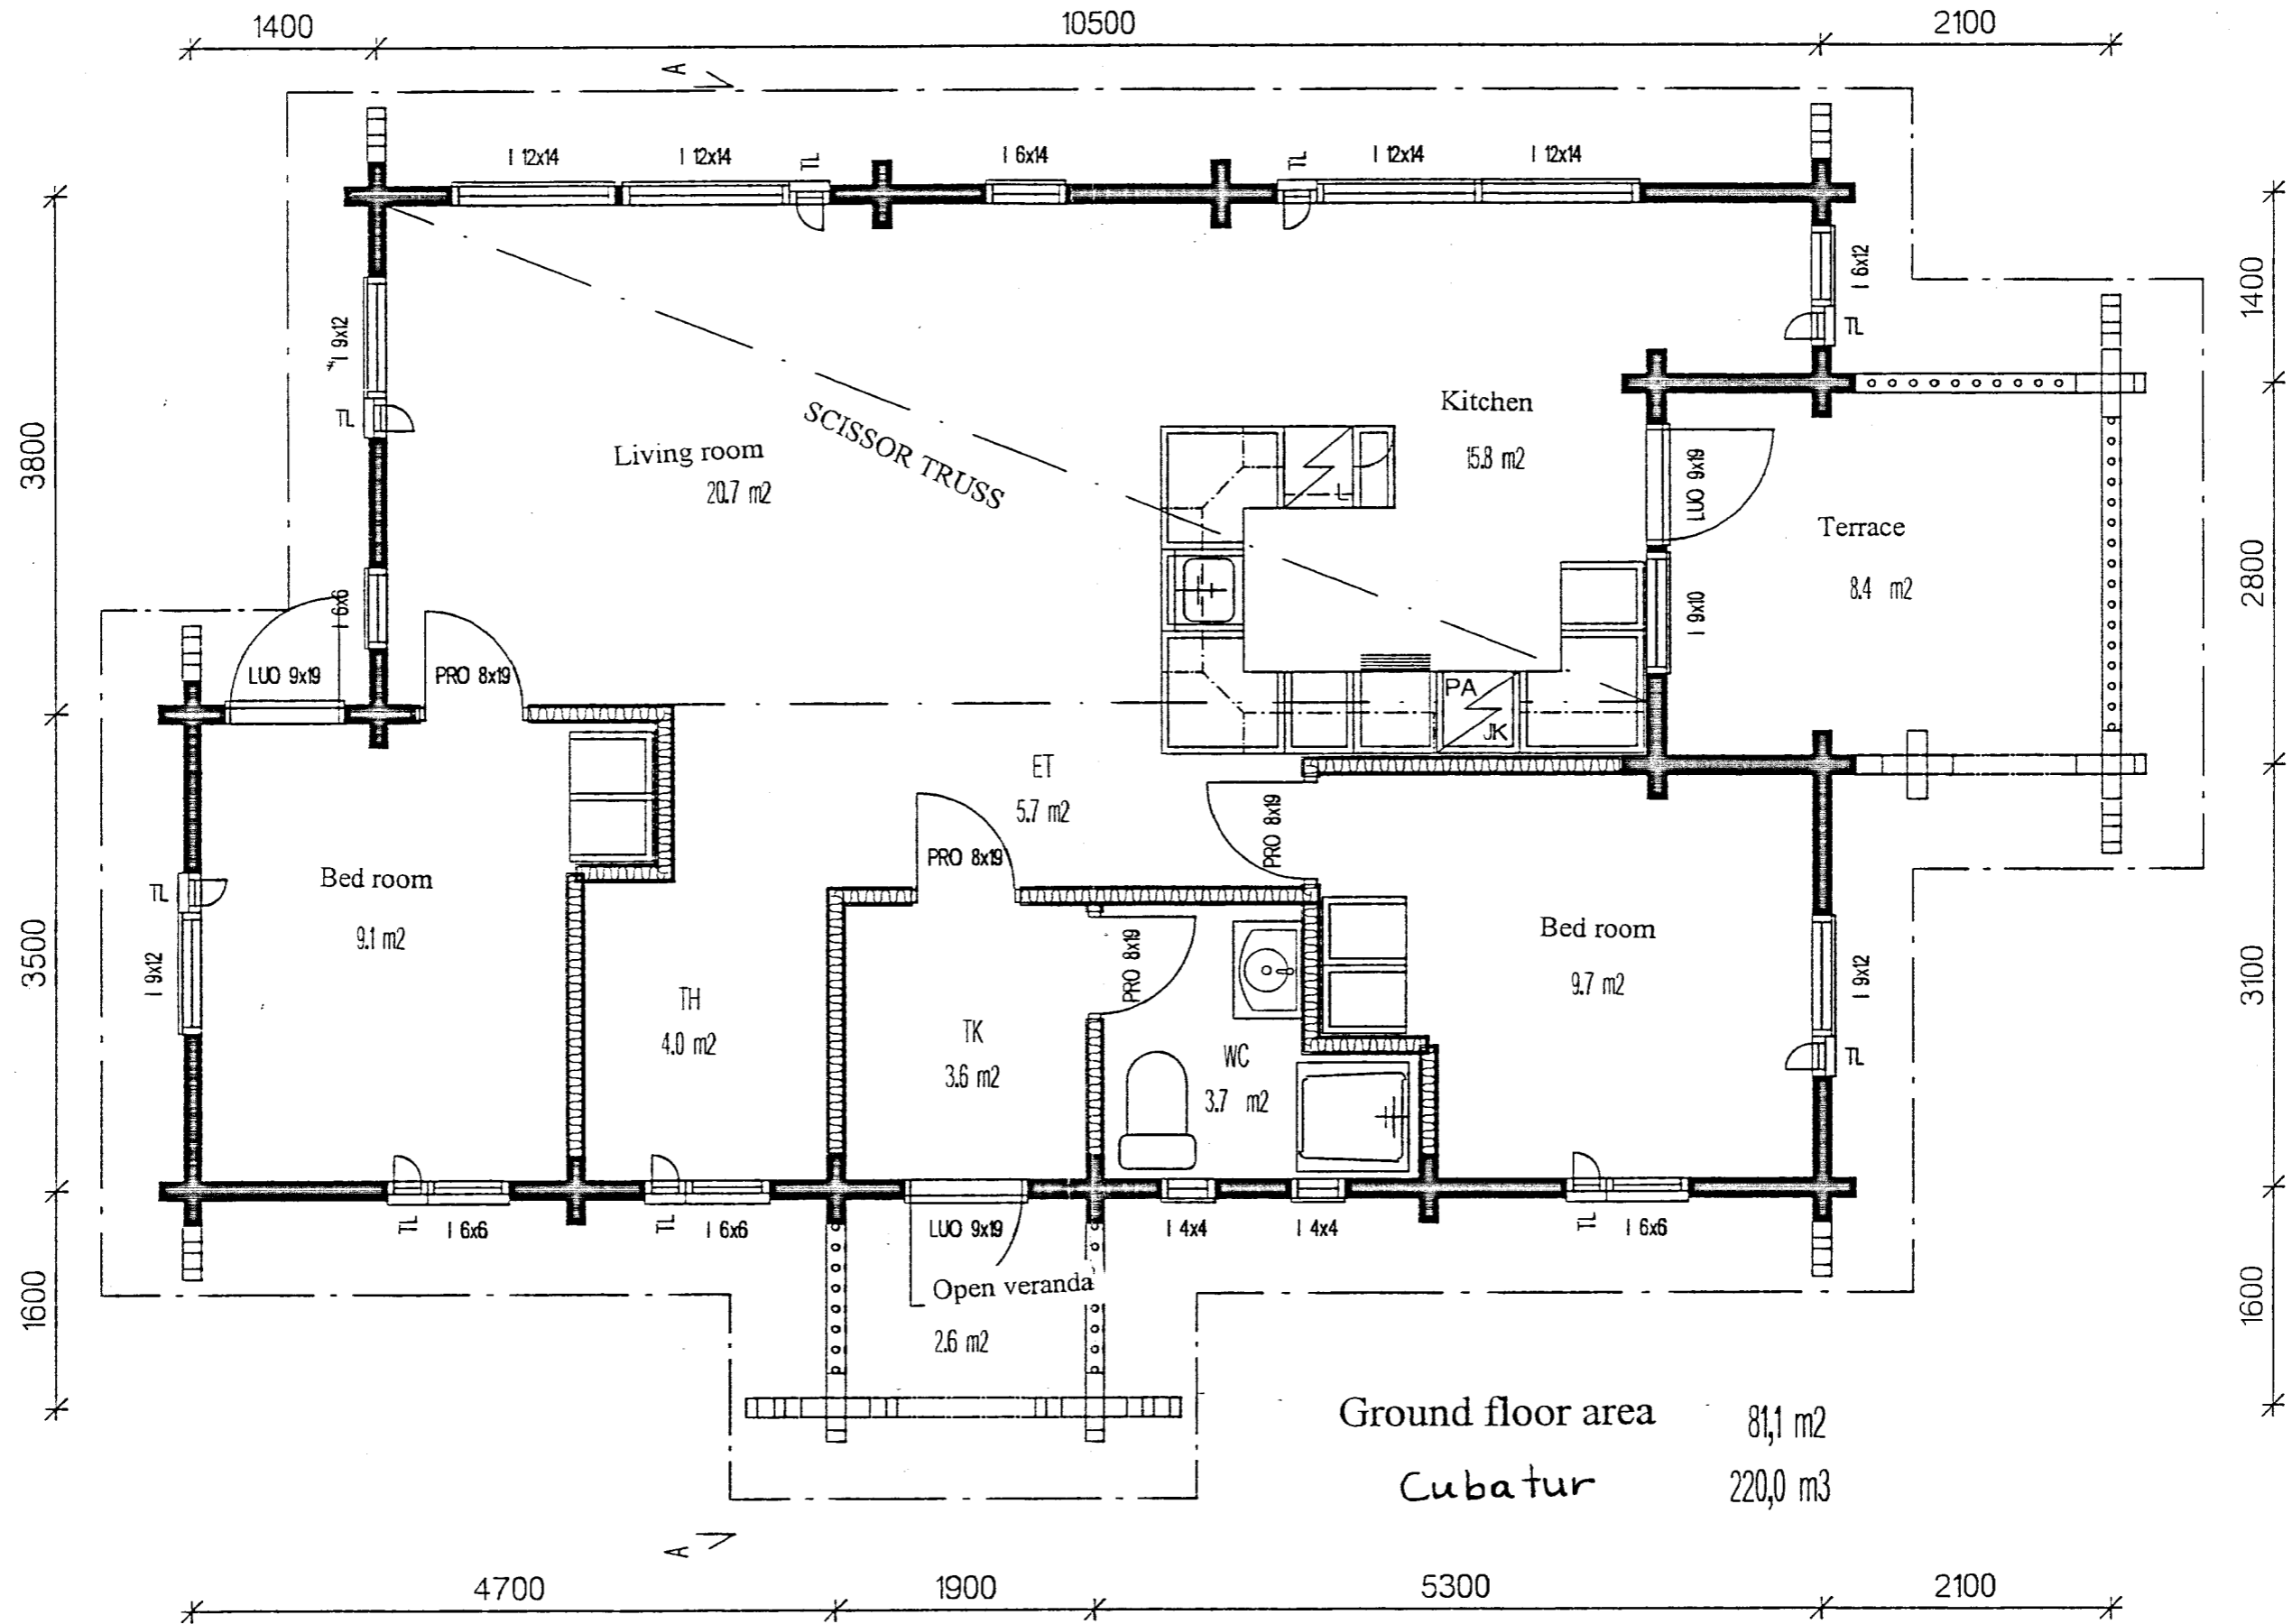 1400 10500 2100
A
I 12x14 I 12x14 TL I 6x14 TL I 12x14 I 12x14
I 6x12
1400
TL
I 9x12
TL
Kitchen
15.8 m2
Living room
20.7 m2
SCISSOR TRUSS
3800
LUO 9x19
Terrace
8.4 m2
2800
I 6x6
I 9x10
LUO 9x19 PRO 8x19
PA
JK
ET
5.7 m2
PRO 8x19
PRO 8x19
Bed room
9.1 m2
TL
I 9x12
3500
PRO 8x19
Bed room
9.7 m2
I 9x12
3100
TH
4.0 m2
TK
3.6 m2
WC
3.7 m2
TL
TL I 6x6 TL I 6x6 LUO 9x19 I 4x4 I 4x4 TL I 6x6
Open veranda
2.6 m2
1600 1600
Ground floor area 81,1 m2
Cubatur 220,0 m3
A
4700 1900 5300 2100